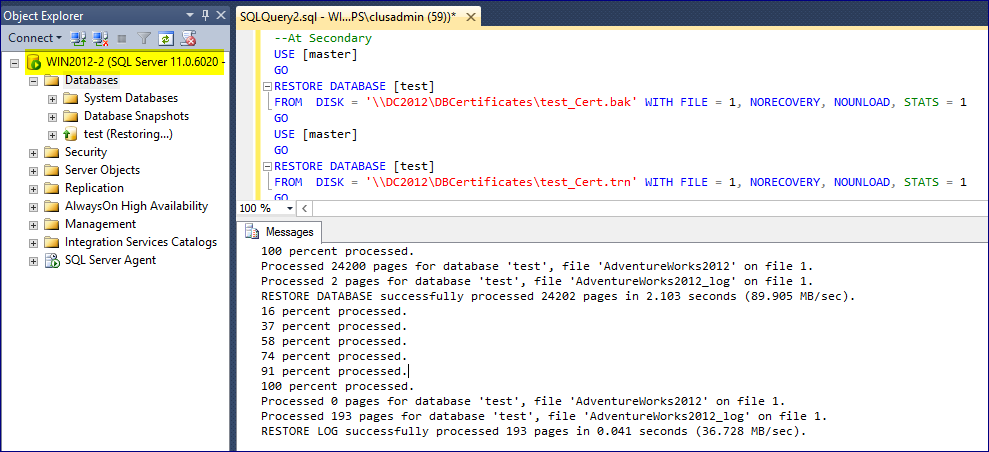 Object Explorer
Connect
WIN2012-2 (SQL Server 11.0.6020 -
Databases
System Databases
Database Snapshots
test (Restoring...)
Security
Server Objects
Replication
AlwaysOn High Availability
Management
Integration Services Catalogs
SQL Server Agent
SQLQuery2.sql - WI...PS\clusadmin (59))*
--At Secondary
USE [master]
GO
RESTORE DATABASE [test]
FROM  DISK = '\\DC2012\DBCertificates\test_Cert.bak' WITH FILE = 1, NORECOVERY, NOUNLOAD, STATS = 1
GO
USE [master]
GO
RESTORE DATABASE [test]
FROM  DISK = '\\DC2012\DBCertificates\test_Cert.trn' WITH FILE = 1, NORECOVERY, NOUNLOAD, STATS = 1
GO
100 %
Messages
100 percent processed.
Processed 24200 pages for database 'test', file 'AdventureWorks2012' on file 1.
Processed 2 pages for database 'test', file 'AdventureWorks2012_log' on file 1.
RESTORE DATABASE successfully processed 24202 pages in 2.103 seconds (89.905 MB/sec).
16 percent processed.
37 percent processed.
58 percent processed.
74 percent processed.
91 percent processed.
100 percent processed.
Processed 0 pages for database 'test', file 'AdventureWorks2012' on file 1.
Processed 193 pages for database 'test', file 'AdventureWorks2012_log' on file 1.
RESTORE LOG successfully processed 193 pages in 0.041 seconds (36.728 MB/sec).